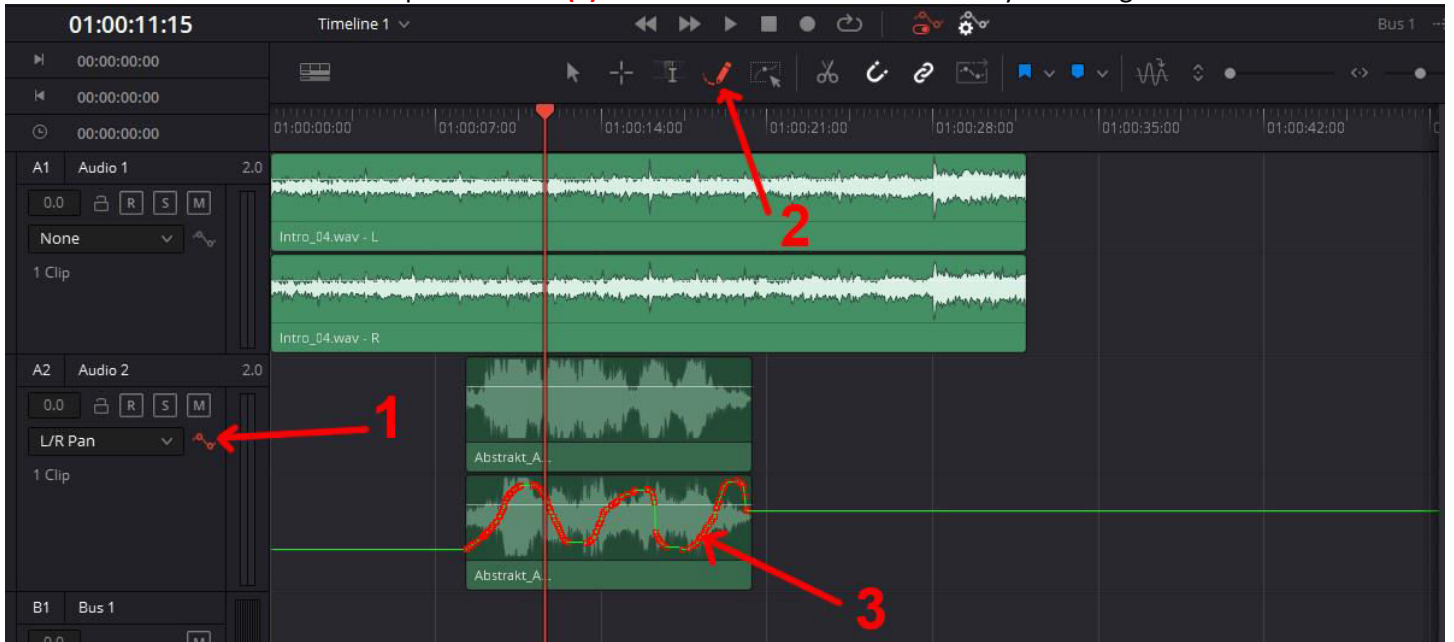 01:00:11:15 Timeline 1 Bus 1
00:00:00:00
00:00:00:00
00:00:00:00
01:00:00:00 01:00:07:00 01:00:14:00 01:00:21:00 01:00:28:00 01:00:35:00 01:00:42:00
A1 Audio 1 2.0
0.0 R S M
2
None
Intro_04.wav - L
1 Clip
Intro_04.wav - R
A2 Audio 2 2.0
0.0 R S M
1
L/R Pan
Abstrakt_A...
1 Clip
Abstrakt_A...
3
B1 Bus 1
0.0 M